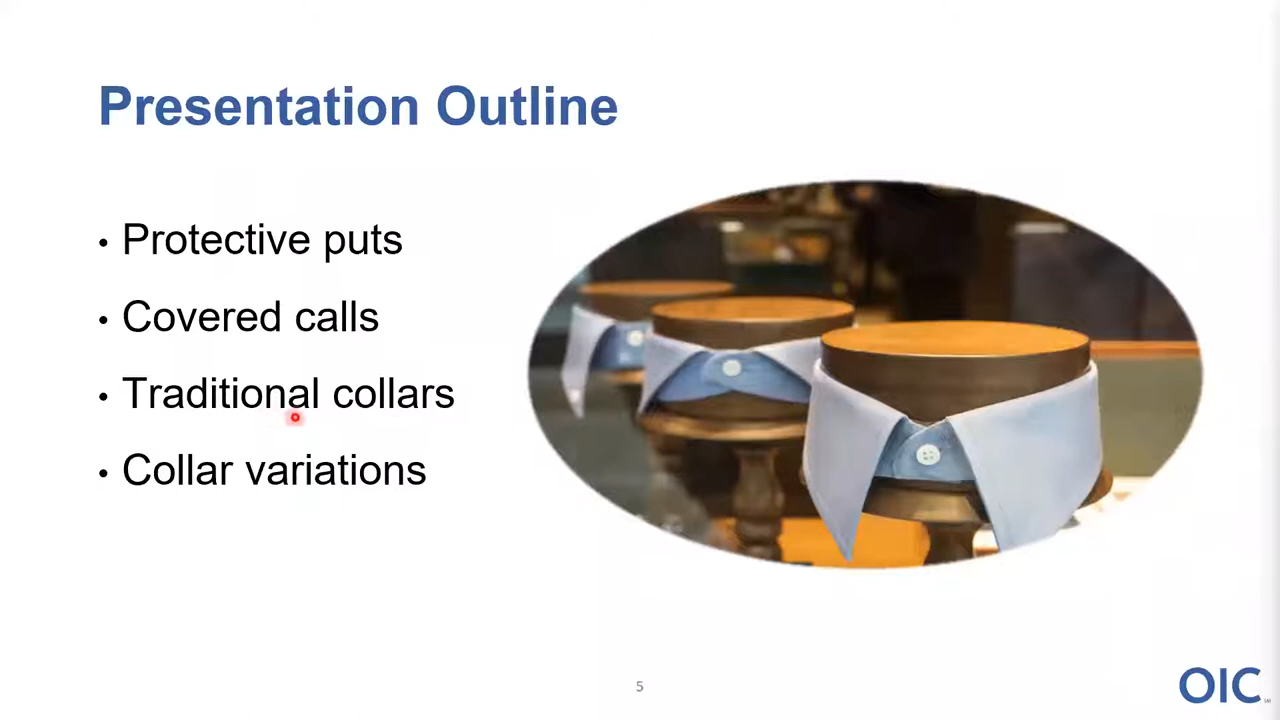 Presentation Outline
• Protective puts
• Covered calls
• Traditional collars
• Collar variations
5
OIC